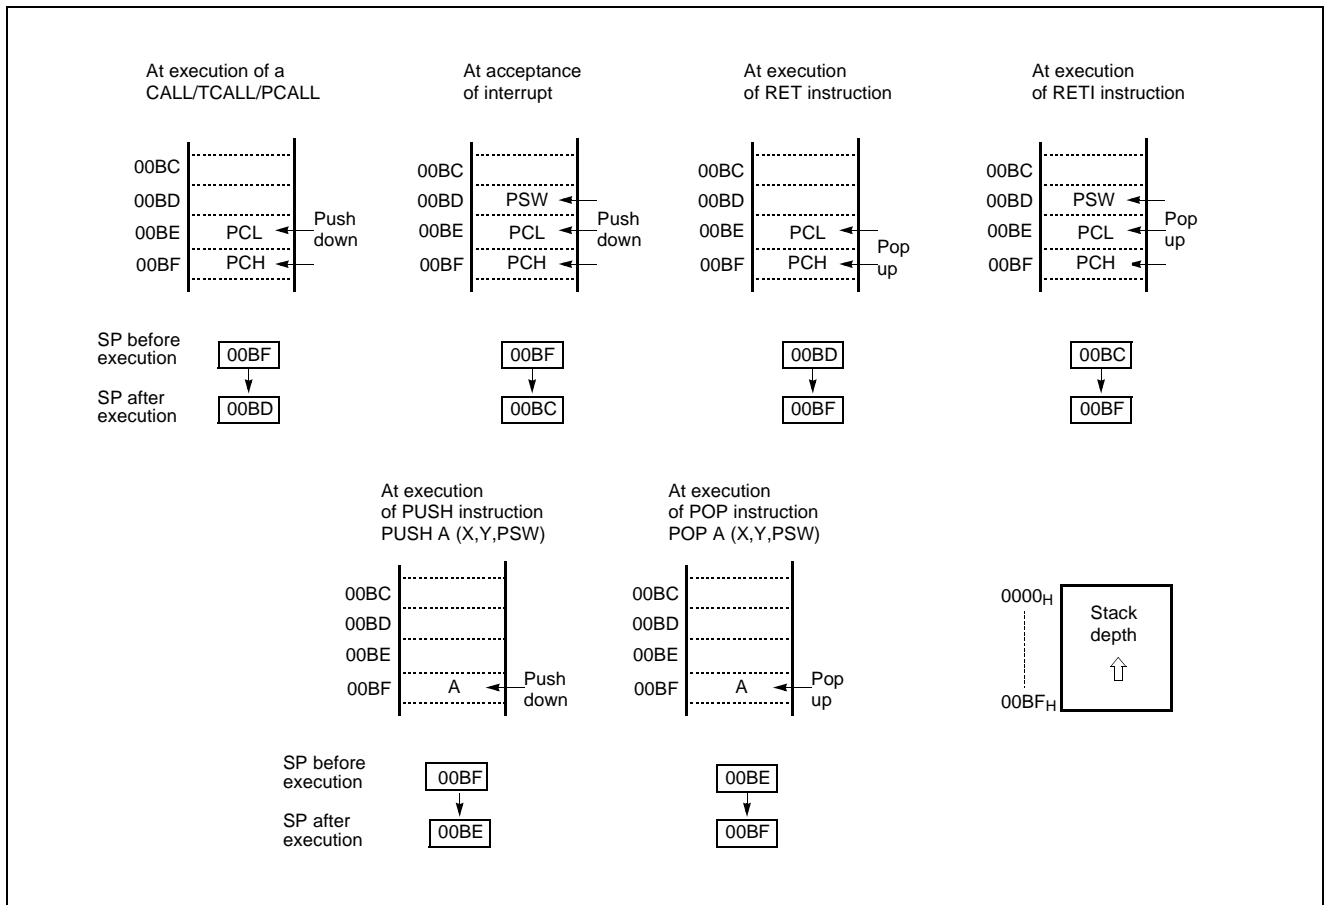 At execution of a
CALL/TCALL/PCALL
00BC
00BD
00BE PCL
00BF PCH
Push
down
SP before
execution
00BF
SP after
execution
00BD
At acceptance
of interrupt
00BC
00BD PSW
00BE PCL
00BF PCH
Push
down
00BF
00BC
At execution
of RET instruction
00BC
00BD
00BE PCL
00BF PCH
Pop
up
00BD
00BF
At execution
of RETI instruction
00BC
00BD PSW
00BE PCL
00BF PCH
Pop
up
00BC
00BF
At execution
of PUSH instruction
PUSH A (X,Y,PSW)
00BC
00BD
00BE
00BF A
Push
down
SP before
execution
00BF
SP after
execution
00BE
At execution
of POP instruction
POP A (X,Y,PSW)
00BC
00BD
00BE
00BF A
Pop
up
00BE
00BF
0000H
Stack
depth
00BFH